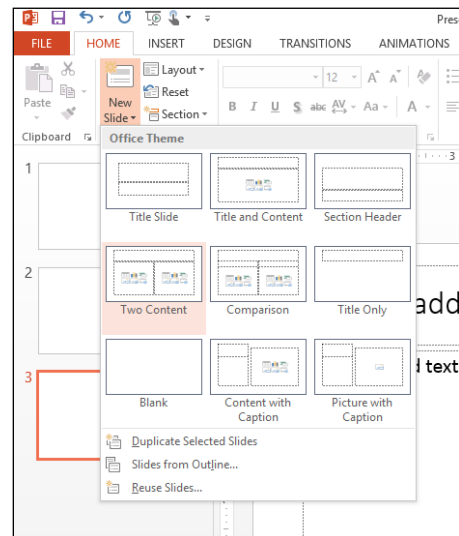 Pres
FILE HOME INSERT DESIGN TRANSITIONS ANIMATIONS
Paste
New
Slide
Layout
Reset
Section
12 A A
B I U S abc AV Aa A
Clipboard
Office Theme
3
1
Title Slide Title and Content Section Header
2
Two Content Comparison Title Only
add
3
d text
Blank Content with Caption Picture with Caption
Duplicate Selected Slides
Slides from Outline...
Reuse Slides...